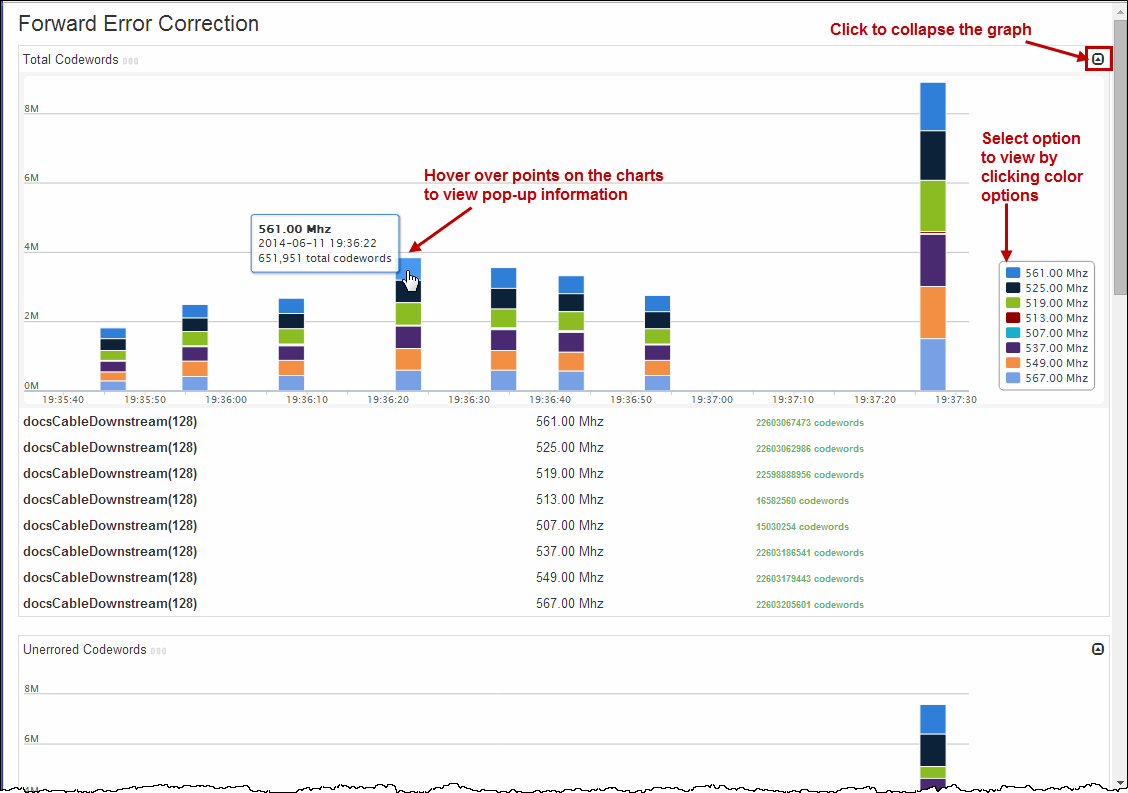 Forward Error Correction
Click to collapse the graph
Total Codewords
8M
6M
4M
2M
0M
Hover over points on the charts
to view pop-up information
561.00 Mhz
2014-06-11 19:36:22
651,951 total codewords
Select option
to view by
clicking color
options
561.00 Mhz
525.00 Mhz
519.00 Mhz
513.00 Mhz
507.00 Mhz
537.00 Mhz
549.00 Mhz
567.00 Mhz
19:35:40 19:35:50 19:36:00 19:36:10 19:36:20 19:36:30 19:36:40 19:36:50 19:37:00 19:37:10 19:37:20 19:37:30
docsCableDownstream(128) 561.00 Mhz 22603067473 codewords
docsCableDownstream(128) 525.00 Mhz 22603062986 codewords
docsCableDownstream(128) 519.00 Mhz 22598888956 codewords
docsCableDownstream(128) 513.00 Mhz 16582560 codewords
docsCableDownstream(128) 507.00 Mhz 15030254 codewords
docsCableDownstream(128) 537.00 Mhz 22603186541 codewords
docsCableDownstream(128) 549.00 Mhz 22603179443 codewords
docsCableDownstream(128) 567.00 Mhz 22603205601 codewords
Unerrored Codewords
8M
6M